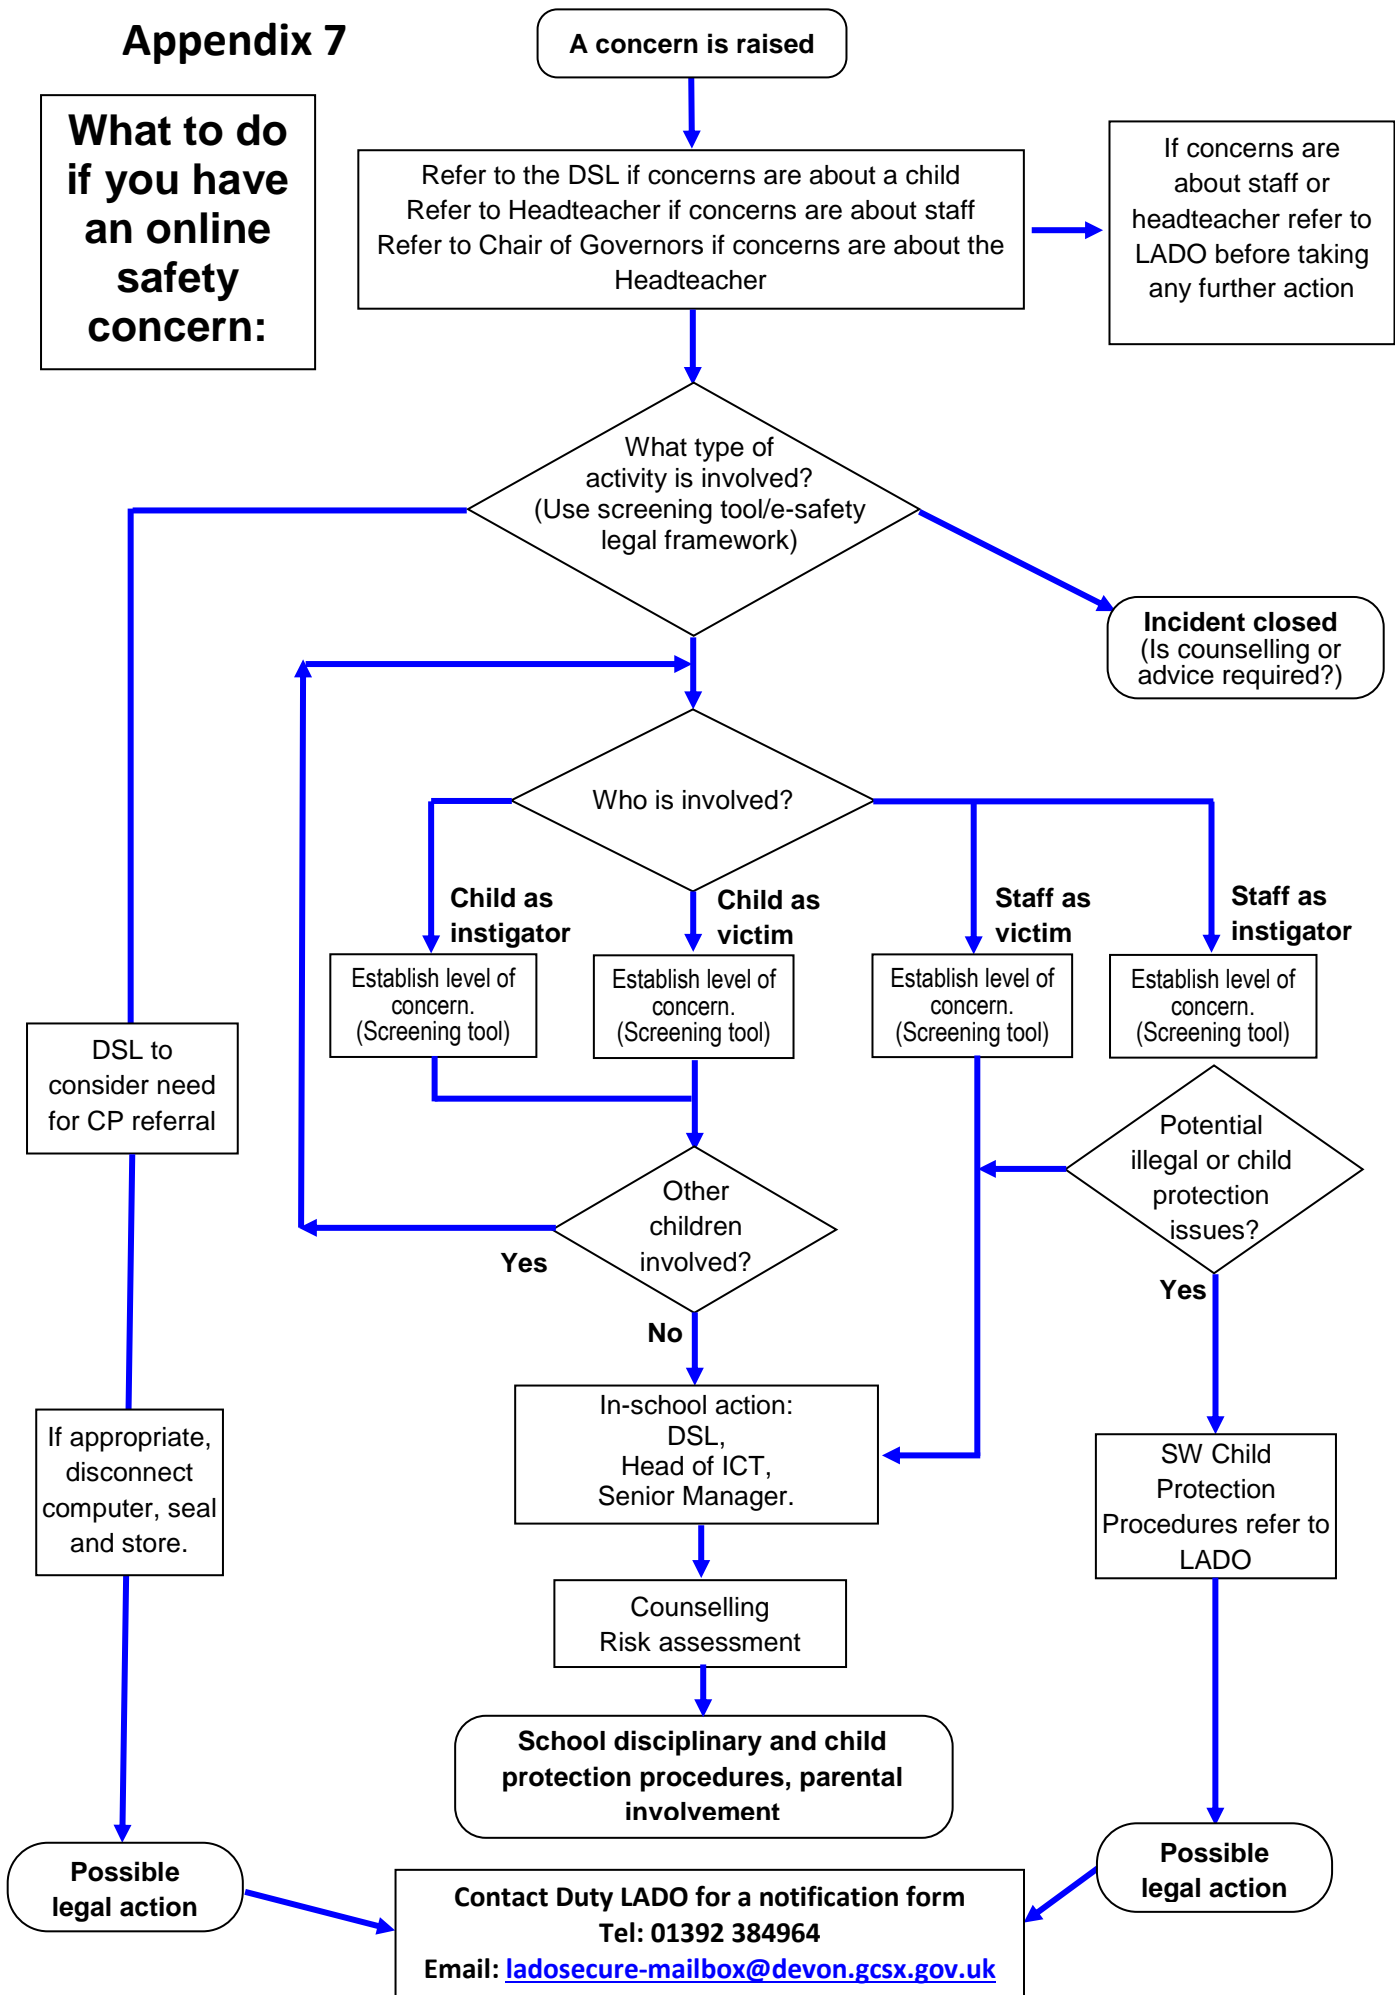 Appendix 7
A concern is raised
What to do
if you have
an online
safety
concern:
Refer to the DSL if concerns are about a child
Refer to Headteacher if concerns are about staff
Refer to Chair of Governors if concerns are about the
Headteacher
If concerns are
about staff or
headteacher refer to
LADO before taking
any further action
What type of
activity is involved?
(Use screening tool/e-safety
legal framework)
Incident closed
(Is counselling or
advice required?)
Who is involved?
Child as
instigator
Child as
victim
Staff as
victim
Staff as
instigator
Establish level of
concern.
(Screening tool)
Establish level of
concern.
(Screening tool)
Establish level of
concern.
(Screening tool)
Establish level of
concern.
(Screening tool)
DSL to
consider need
for CP referral
Potential
illegal or child
protection
issues?
Other
children
involved?
Yes
Yes
No
If appropriate,
disconnect
computer, seal
and store.
In-school action:
DSL,
Head of ICT,
Senior Manager.
SW Child
Protection
Procedures refer to
LADO
Counselling
Risk assessment
School disciplinary and child
protection procedures, parental
involvement
Possible
legal action
Possible
legal action
Contact Duty LADO for a notification form
Tel: 01392 384964
Email: ladosecure-mailbox@devon.gcsx.gov.uk